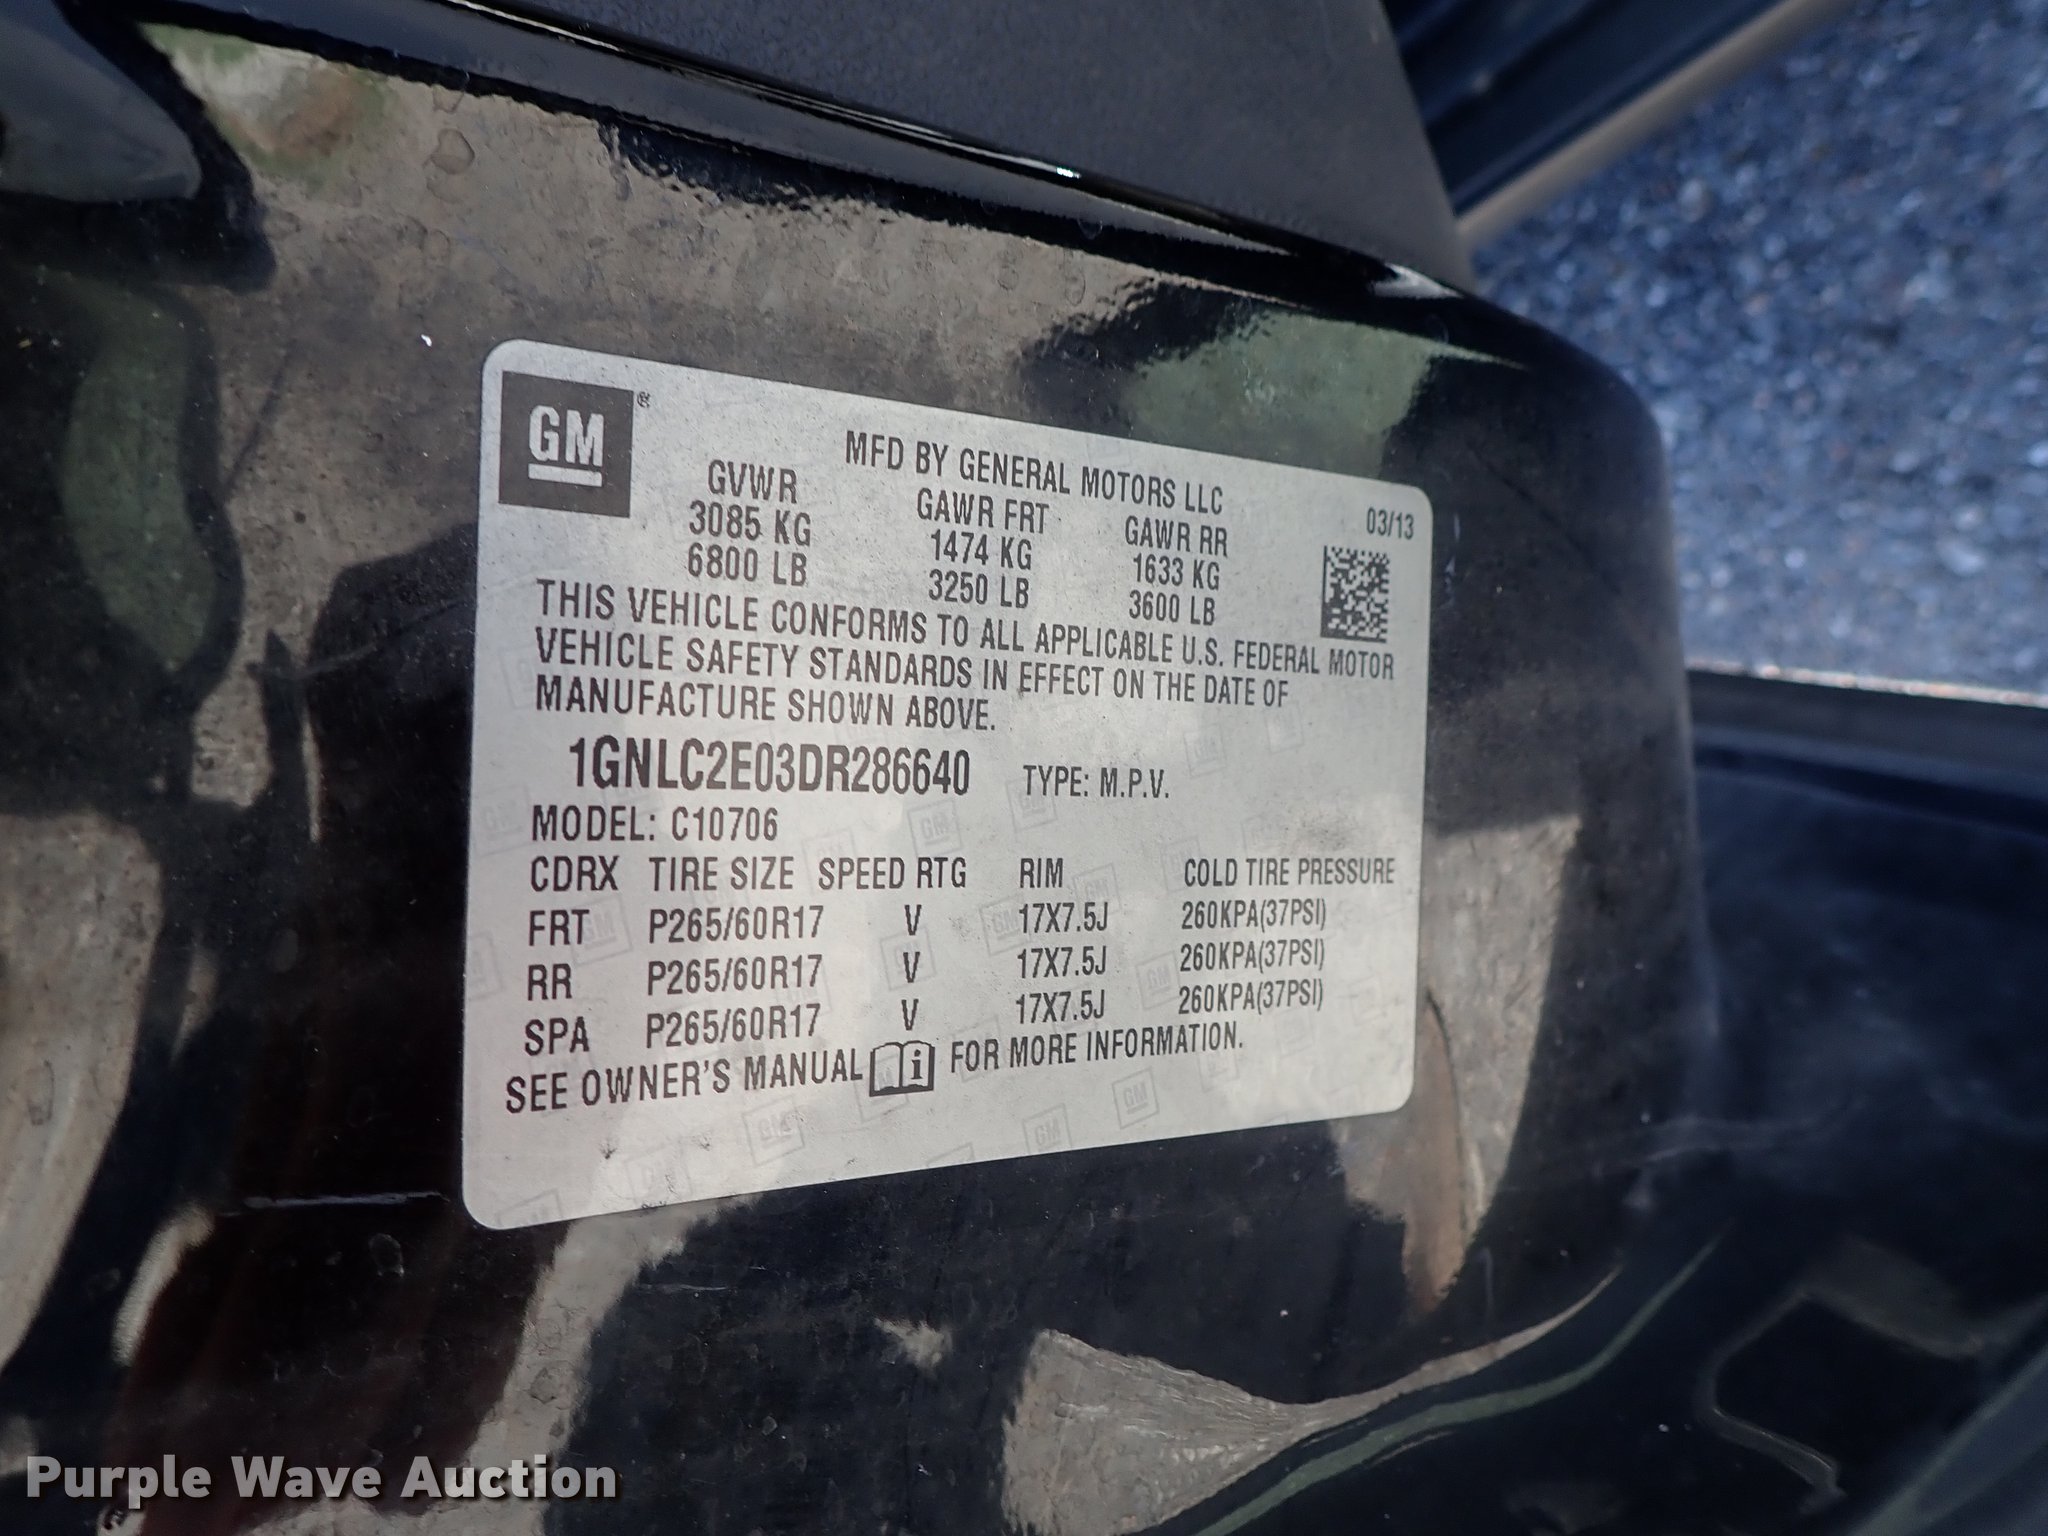 GM®
MFD BY GENERAL MOTORS LLC
03/13
GVWR GAWR FRT GAWR RR
3085 KG 1474 KG 1633 KG
6800 LB 3250 LB 3600 LB
THIS VEHICLE CONFORMS TO ALL APPLICABLE U.S. FEDERAL MOTOR
VEHICLE SAFETY STANDARDS IN EFFECT ON THE DATE OF
MANUFACTURE SHOWN ABOVE.
1GNLC2E03DR286640 TYPE: M.P.V.
MODEL: C10706
CDRX TIRE SIZE SPEED RTG RIM COLD TIRE PRESSURE
FRT P265/60R17 V 17X7.5J 260KPA(37PSI)
RR P265/60R17 V 17X7.5J 260KPA(37PSI)
SPA P265/60R17 V 17X7.5J 260KPA(37PSI)
SEE OWNER'S MANUAL i FOR MORE INFORMATION.
Purple Wave Auction